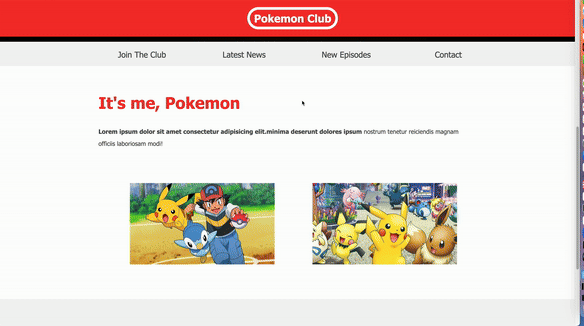 Pokemon Club
Join The Club Latest News New Episodes Contact
It's me, Pokemon
Lorem ipsum dolor sit amet consectetur adipisicing elit.minima deserunt dolores ipsum nostrum tenetur reiciendis magnam
officiis laboriosam modi!